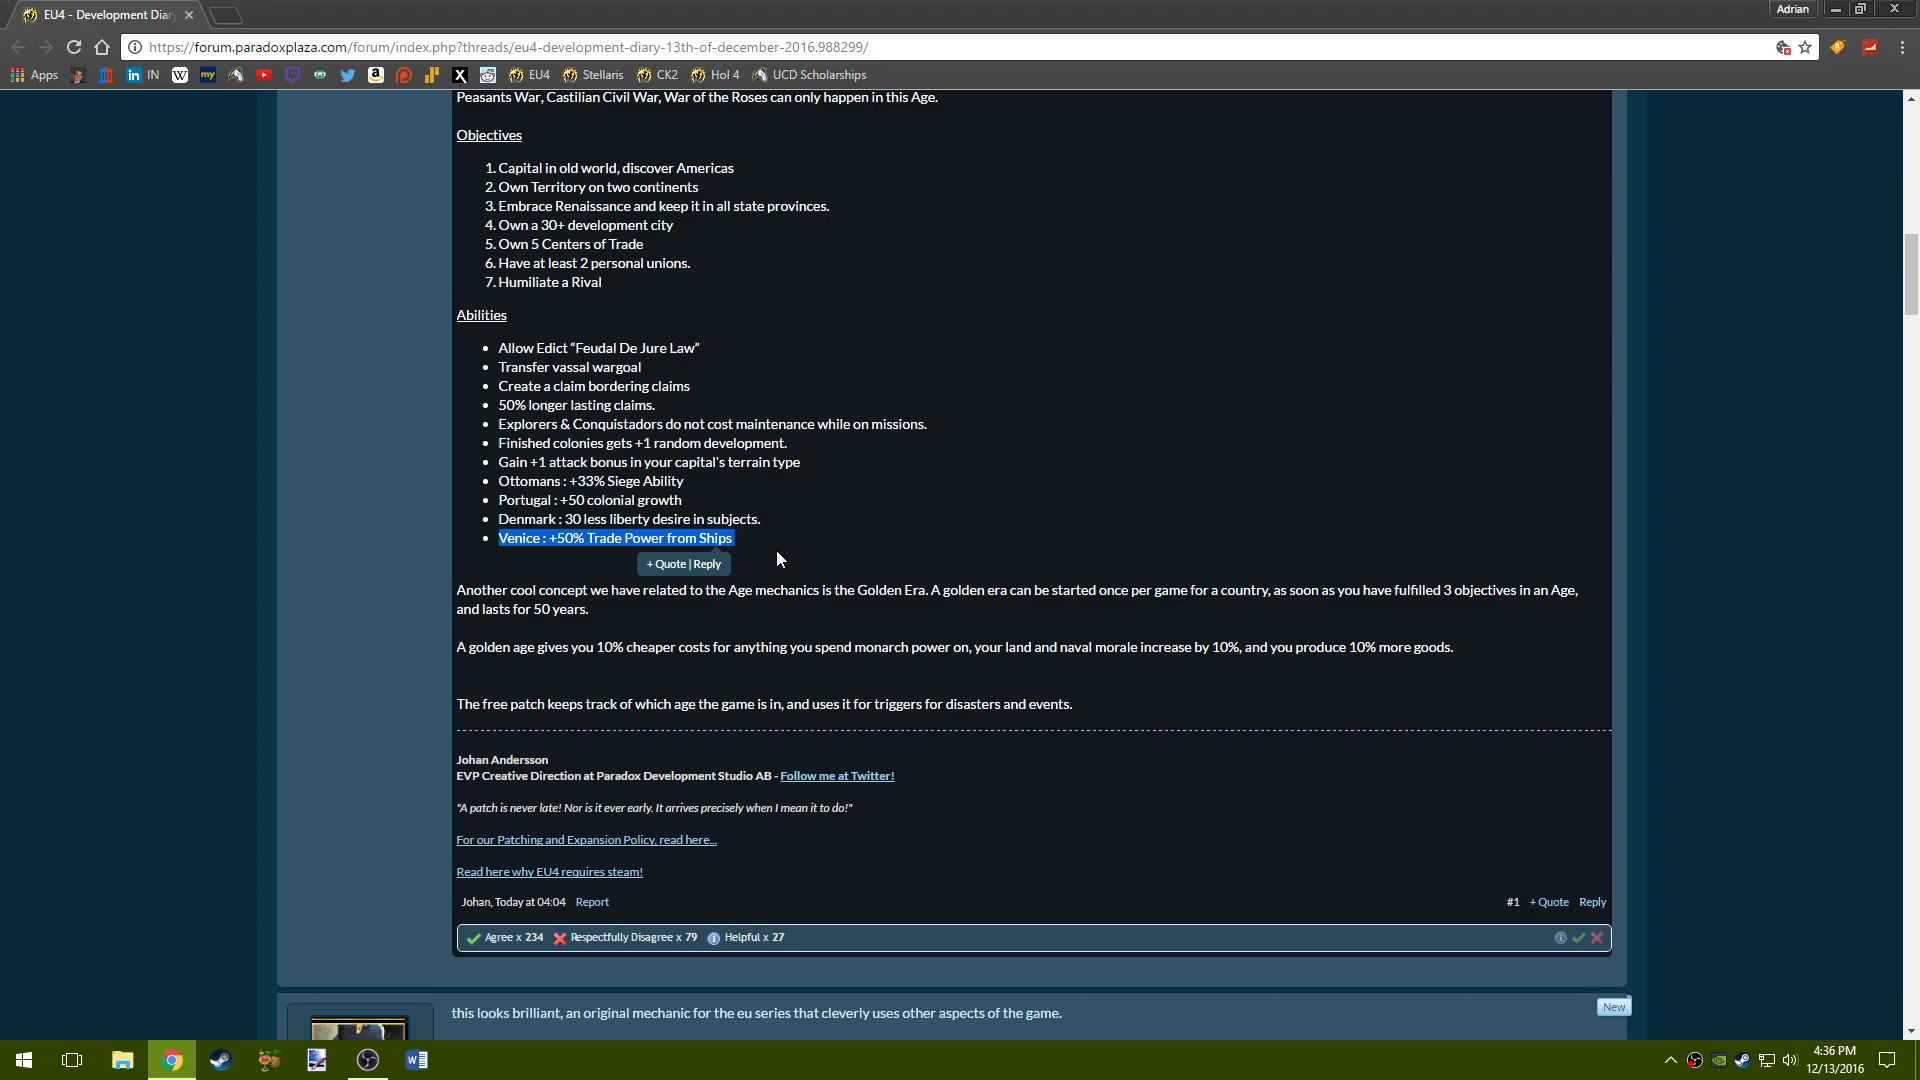 EU4 - Development Diar
Adrian
https://forum.paradoxplaza.com/forum/index.php?threads/eu4-development-diary-13th-of-december-2016.988299/
Apps IN W my EU4 Stellaris CK2 HoI 4 UCD Scholarships
Peasants War, Castilian Civil War, War of the Roses can only happen in this Age.
Objectives
1. Capital in old world, discover Americas
2. Own Territory on two continents
3. Embrace Renaissance and keep it in all state provinces.
4. Own a 30+ development city
5. Own 5 Centers of Trade
6. Have at least 2 personal unions.
7. Humiliate a Rival
Abilities
• Allow Edict “Feudal De Jure Law”
• Transfer vassal wargoal
• Create a claim bordering claims
• 50% longer lasting claims.
• Explorers & Conquistadors do not cost maintenance while on missions.
• Finished colonies gets +1 random development.
• Gain +1 attack bonus in your capital's terrain type
• Ottomans : +33% Siege Ability
• Portugal : +50 colonial growth
• Denmark : 30 less liberty desire in subjects.
• Venice : +50% Trade Power from Ships
+ Quote | Reply
Another cool concept we have related to the Age mechanics is the Golden Era. A golden era can be started once per game for a country, as soon as you have fulfilled 3 objectives in an Age,
and lasts for 50 years.
A golden age gives you 10% cheaper costs for anything you spend monarch power on, your land and naval morale increase by 10%, and you produce 10% more goods.
The free patch keeps track of which age the game is in, and uses it for triggers for disasters and events.
Johan Andersson
EVP Creative Direction at Paradox Development Studio AB - Follow me at Twitter!
"A patch is never late! Nor is it ever early. It arrives precisely when I mean it to do!"
For our Patching and Expansion Policy, read here...
Read here why EU4 requires steam!
Johan, Today at 04:04 Report #1 + Quote Reply
Agree x 234 Respectfully Disagree x 79 Helpful x 27
New
this looks brilliant, an original mechanic for the eu series that cleverly uses other aspects of the game.
4:36 PM
12/13/2016